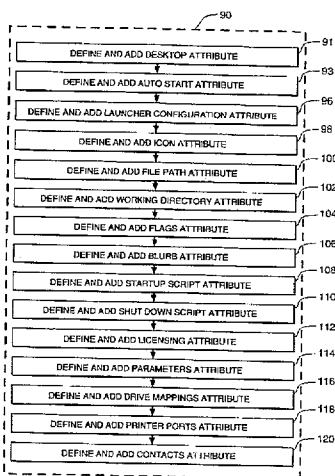 90
DEFINE AND ADD DESKTOP ATTRIBUTE 91
DEFINE AND ADD AUTO START ATTRIBUTE 93
DEFINE AND ADD LAUNCHER CONFIGURATION ATTRIBUTE 96
DEFINE AND ADD ICON ATTRIBUTE 98
DEFINE AND ADD FILE PATH ATTRIBUTE 100
DEFINE AND ADD WORKING DIRECTORY ATTRIBUTE 102
DEFINE AND ADD FLAGS ATTRIBUTE 104
DEFINE AND ADD BLURB ATTRIBUTE 106
DEFINE AND ADD STARTUP SCRIPT ATTRIBUTE 108
DEFINE AND ADD SHUT DOWN SCRIPT ATTRIBUTE 110
DEFINE AND ADD LICENSING ATTRIBUTE 112
DEFINE AND ADD PARAMETERS ATTRIBUTE 114
DEFINE AND ADD DRIVE MAPPINGS ATTRIBUTE 116
DEFINE AND ADD PRINTER PORTS ATTRIBUTE 118
DEFINE AND ADD CONTACTS ATTRIBUTE 120